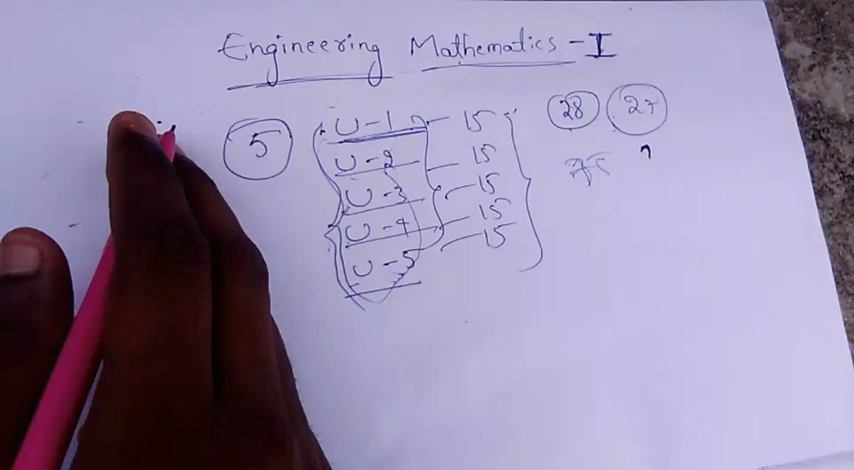 Engineering Mathematics - I
5 U-1 15 28 27
U-2 15 75
U-3 15
U-4 15
U-5 15